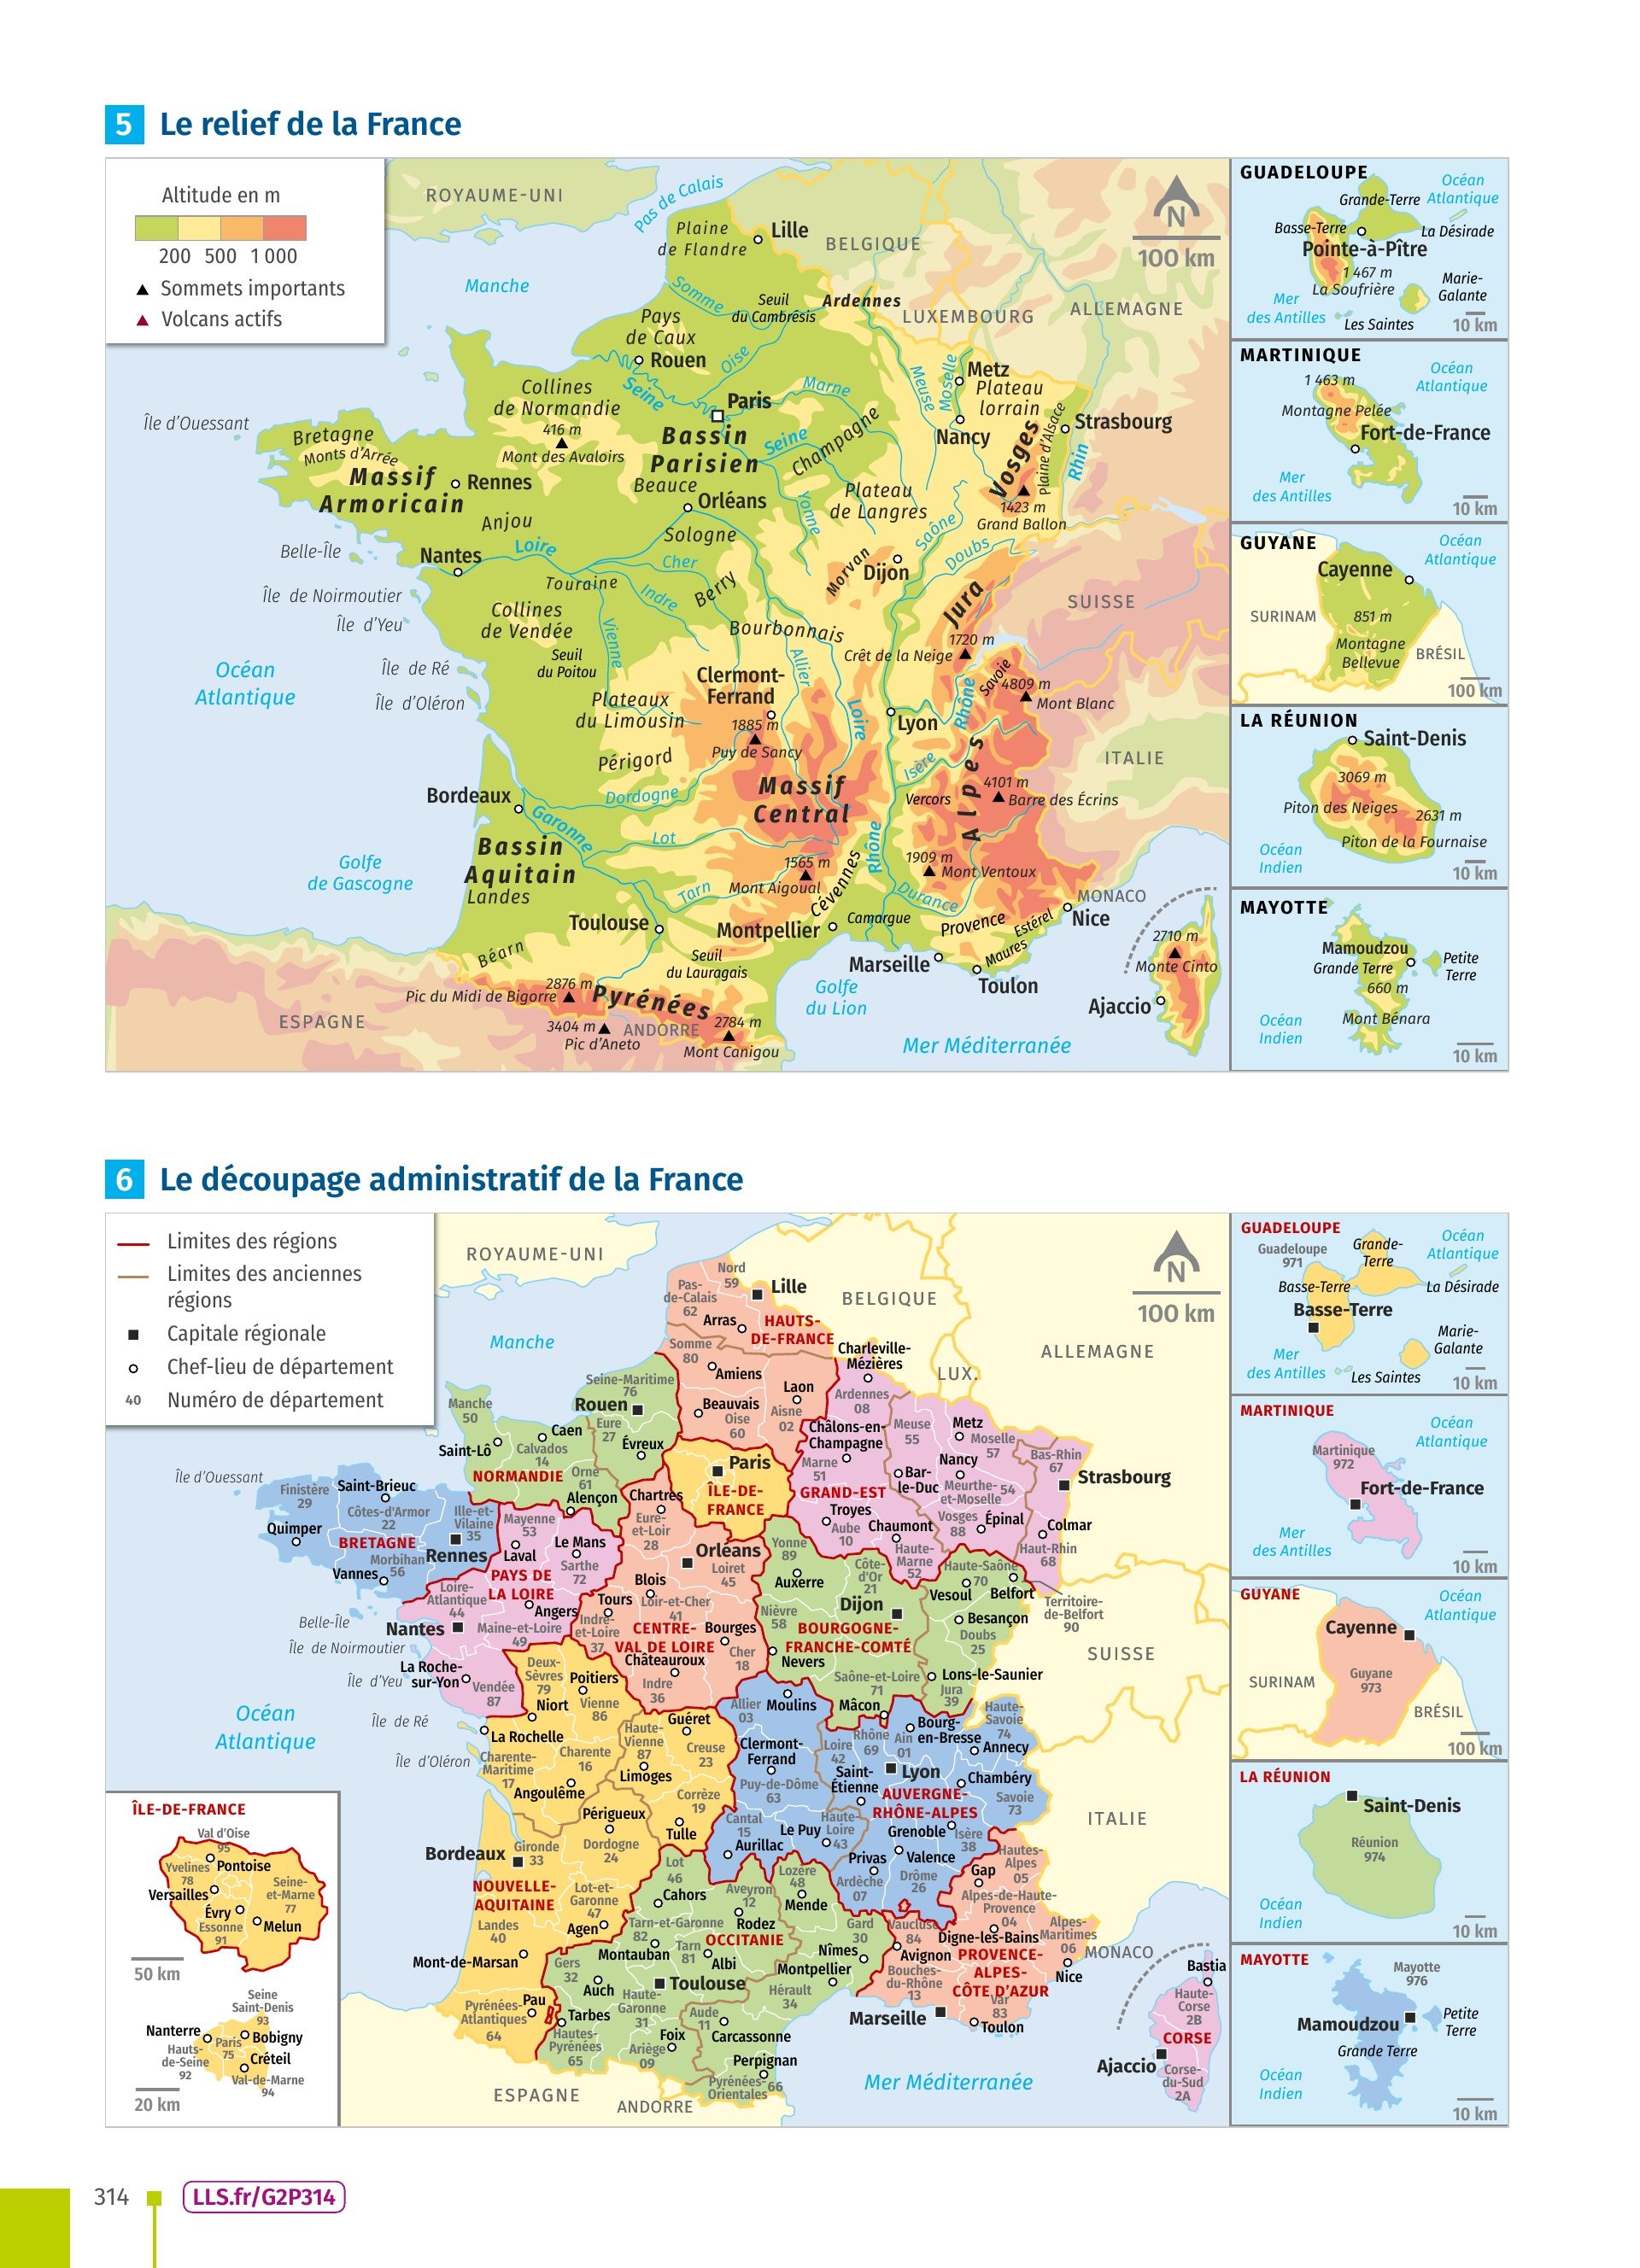 5 Le relief de la France
Altitude en m
200 500 1 000
Sommets importants
Volcans actifs
ROYAUME-UNI
Pas de Calais
Plaine
de Flandre
Lille
BELGIQUE
N
100 km
Manche
Somme
Seuil
du Cambrésis
Ardennes
LUXEMBOURG
ALLEMAGNE
Pays
de Caux
Rouen
Oise
Seine
Marne
Meuse
Moselle
Metz
Plateau
lorrain
Collines
de Normandie
416 m
Mont des Avaloirs
Paris
Bassin
Parisien
Seine
Champagne
Nancy
Vosges
Plaine d'Alsace
Strasbourg
Rhin
Île d'Ouessant
Bretagne
Monts d'Arrée
Massif
Armoricain
Rennes
Beauce
Orléans
Yonne
Plateau
de Langres
1423 m
Grand Ballon
Anjou
Sologne
Saône
Belle-Île
Nantes
Loire
Cher
Morvan
Dijon
Doubs
Touraine
Indre
Berry
Jura
SUISSE
Île de Noirmoutier
Île d'Yeu
Collines
de Vendée
Vienne
Bourbonnais
1720 m
Crêt de la Neige
Seuil
du Poitou
Allier
Océan
Atlantique
Île de Ré
Île d'Oléron
Clermont-
Ferrand
1885 m
Puy de Sancy
Plateaux
du Limousin
Loire
Lyon
Rhône
Savoie
4809 m
Mont Blanc
Périgord
Isère
ITALIE
Bordeaux
Dordogne
Massif
Central
Vercors
Alpes
4101 m
Barre des Écrins
Garonne
Lot
Bassin
Aquitain
Landes
Golfe
de Gascogne
1565 m
Mont Aigoual
Cévennes
Rhône
1909 m
Mont Ventoux
Tarn
Durance
Toulouse
Montpellier
Camargue
Provence
Estérel
Maures
MONACO
Nice
Béarn
Seuil
du Lauragais
Marseille
Toulon
Golfe
du Lion
2710 m
Monte Cinto
Ajaccio
2876 m
Pic du Midi de Bigorre
Pyrénées
ESPAGNE
3404 m
Pic d'Aneto
ANDORRE
2784 m
Mont Canigou
Mer Méditerranée
GUADELOUPE
Océan
Atlantique
Grande-Terre
Basse-Terre
La Désirade
Pointe-à-Pître
1 467 m
La Soufrière
Marie-
Galante
Mer
des Antilles
Les Saintes
10 km
MARTINIQUE
1 463 m
Océan
Atlantique
Montagne Pelée
Fort-de-France
Mer
des Antilles
10 km
GUYANE
Océan
Atlantique
Cayenne
SURINAM
851 m
Montagne
Bellevue
BRÉSIL
100 km
LA RÉUNION
Saint-Denis
3069 m
Piton des Neiges
2631 m
Piton de la Fournaise
Océan
Indien
10 km
MAYOTTE
Mamoudzou
Grande Terre
Petite
Terre
660 m
Mont Bénara
Océan
Indien
10 km
6 Le découpage administratif de la France
Limites des régions
Limites des anciennes
régions
Capitale régionale
Chef-lieu de département
40 Numéro de département
ROYAUME-UNI
Nord
59
Lille
Pas-
de-Calais
62
Arras
HAUTS-
DE-FRANCE
BELGIQUE
N
100 km
ALLEMAGNE
LUX.
Manche
Somme
80
Amiens
Charleville-
Mézières
Laon
Aisne
02
Beauvais
Oise
60
Ardennes
08
Seine-Maritime
76
Rouen
Eure
27
Évreux
Manche
50
Saint-Lô
Caen
Calvados
14
NORMANDIE
Orne
61
Alençon
Châlons-en-
Champagne
Marne
51
Meuse
55
Metz
Moselle
57
Bas-Rhin
67
Strasbourg
Nancy
Bar-
le-Duc
Meurthe-
et-Moselle
54
Paris
ÎLE-DE-
FRANCE
GRAND-EST
Troyes
Aube
10
Chaumont
Haute-
Marne
52
Vosges
88
Épinal
Colmar
Haut-Rhin
68
Île d'Ouessant
Finistère
29
Saint-Brieuc
Côtes-d'Armor
22
Quimper
BRETAGNE
Ille-et-
Vilaine
35
Rennes
Morbihan
56
Vannes
Mayenne
53
Laval
Le Mans
Sarthe
72
PAYS DE
LA LOIRE
Loire-
Atlantique
44
Angers
Maine-et-Loire
49
Nantes
Chartres
Eure-
et-Loir
28
Orléans
Loiret
45
Blois
Loir-et-Cher
41
Tours
Indre-
et-Loire
37
CENTRE-
VAL DE LOIRE
Bourges
Cher
18
Châteauroux
Indre
36
Yonne
89
Auxerre
Côte-
d'Or
21
Dijon
Nièvre
58
Nevers
BOURGOGNE-
FRANCHE-COMTÉ
Haute-Saône
70
Vesoul
Belfort
Territoire-
de-Belfort
90
Besançon
Doubs
25
Saône-et-Loire
71
Mâcon
Lons-le-Saunier
Jura
39
SUISSE
Belle-Île
Île de Noirmoutier
Île d'Yeu
La Roche-
sur-Yon
Vendée
87
Océan
Atlantique
Île de Ré
Île d'Oléron
Deux-
Sèvres
79
Niort
Poitiers
Vienne
86
La Rochelle
Charente-
Maritime
17
Charente
16
Angoulême
Haute-
Vienne
87
Limoges
Guéret
Creuse
23
Corrèze
19
Tulle
Périgueux
Dordogne
24
Bordeaux
Gironde
33
NOUVELLE-
AQUITAINE
Lot-et-
Garonne
47
Agen
Landes
40
Mont-de-Marsan
Pyrénées-
Atlantiques
64
Pau
Allier
03
Moulins
Clermont-
Ferrand
Puy-de-Dôme
63
Cantal
15
Aurillac
Le Puy
Haute-
Loire
43
Loire
42
Saint-
Étienne
Rhône
69
Ain
01
Bourg-
en-Bresse
Haute-
Savoie
74
Annecy
Lyon
Chambéry
Savoie
73
AUVERGNE-
RHÔNE-ALPES
Grenoble
Isère
38
Privas
Ardèche
07
Valence
Drôme
26
ITALIE
Lot
46
Cahors
Aveyron
12
Rodez
Lozère
48
Mende
Tarn-et-Garonne
82
Montauban
Tarn
81
Albi
OCCITANIE
Gard
30
Nîmes
Montpellier
Hérault
34
Gers
32
Auch
Toulouse
Haute-
Garonne
31
Tarbes
Hautes-
Pyrénées
65
Foix
Ariège
09
Aude
11
Carcassonne
Perpignan
Pyrénées-
Orientales
66
Hautes-
Alpes
05
Gap
Alpes-de-Haute-
Provence
04
Digne-les-Bains
Alpes-
Maritimes
06
Nice
MONACO
Vaucluse
84
Avignon
Bouches-
du-Rhône
13
PROVENCE-
ALPES-
CÔTE D'AZUR
Var
83
Marseille
Toulon
Bastia
Haute-
Corse
2B
CORSE
Ajaccio
Corse-
du-Sud
2A
ESPAGNE
ANDORRE
Mer Méditerranée
ÎLE-DE-FRANCE
Val d'Oise
95
Pontoise
Yvelines
78
Versailles
Seine-
et-Marne
77
Évry
Essonne
91
Melun
50 km
Seine
Saint-Denis
93
Nanterre
Bobigny
Paris
75
Hauts-
de-Seine
92
Créteil
Val-de-Marne
94
20 km
GUADELOUPE
Guadeloupe
971
Grande-
Terre
Océan
Atlantique
Basse-Terre
La Désirade
Basse-Terre
Marie-
Galante
Mer
des Antilles
Les Saintes
10 km
MARTINIQUE
Martinique
972
Océan
Atlantique
Fort-de-France
Mer
des Antilles
10 km
GUYANE
Océan
Atlantique
Cayenne
SURINAM
Guyane
973
BRÉSIL
100 km
LA RÉUNION
Saint-Denis
Réunion
974
Océan
Indien
10 km
MAYOTTE
Mayotte
976
Mamoudzou
Petite
Terre
Grande Terre
Océan
Indien
10 km
314
LLS.fr/G2P314